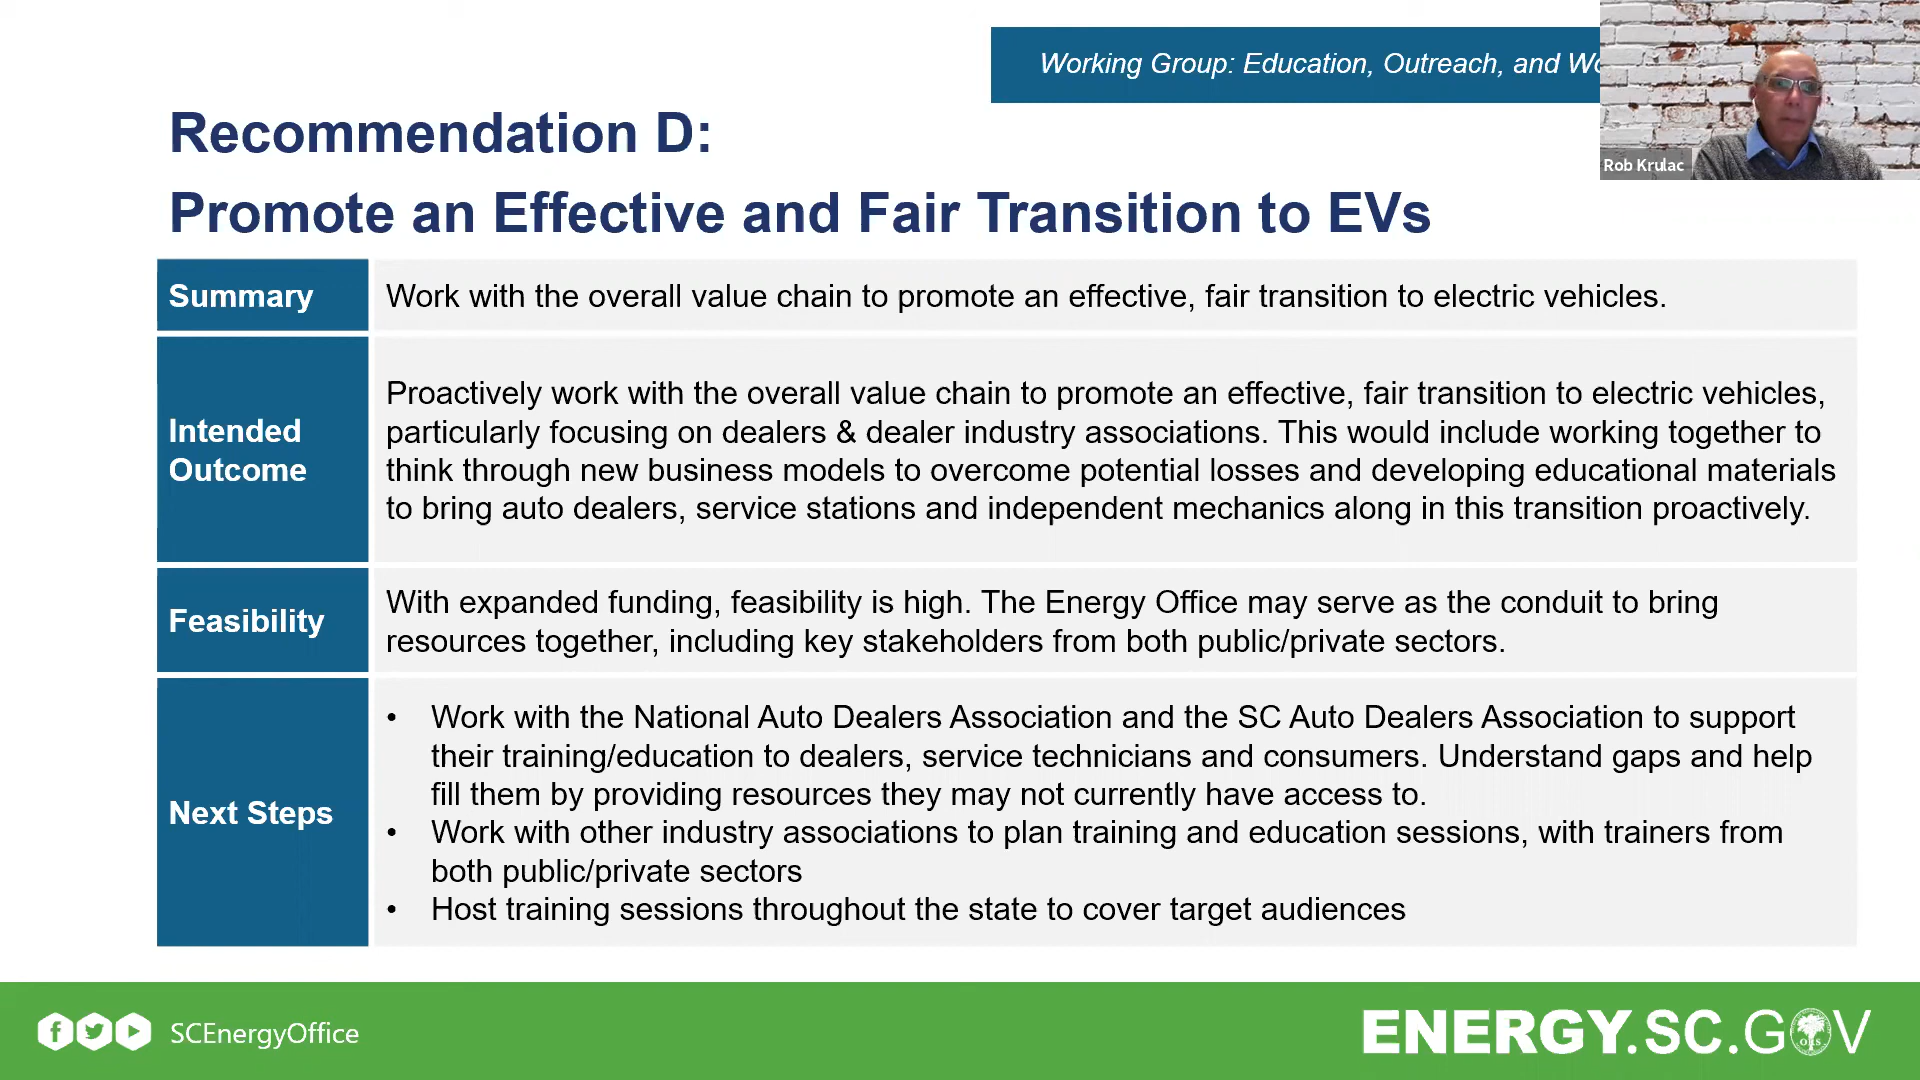 Working Group: Education, Outreach, and
Rob Krulac
Recommendation D:
Promote an Effective and Fair Transition to EVs
Summary
Work with the overall value chain to promote an effective, fair transition to electric vehicles.
Intended
Outcome
Proactively work with the overall value chain to promote an effective, fair transition to electric vehicles,
particularly focusing on dealers & dealer industry associations. This would include working together to
think through new business models to overcome potential losses and developing educational materials
to bring auto dealers, service stations and independent mechanics along in this transition proactively.
Feasibility
With expanded funding, feasibility is high. The Energy Office may serve as the conduit to bring
resources together, including key stakeholders from both public/private sectors.
Next Steps
• Work with the National Auto Dealers Association and the SC Auto Dealers Association to support
their training/education to dealers, service technicians and consumers. Understand gaps and help
fill them by providing resources they may not currently have access to.
• Work with other industry associations to plan training and education sessions, with trainers from
both public/private sectors
• Host training sessions throughout the state to cover target audiences
SCEnergyOffice
ENERGY.SC.GOV